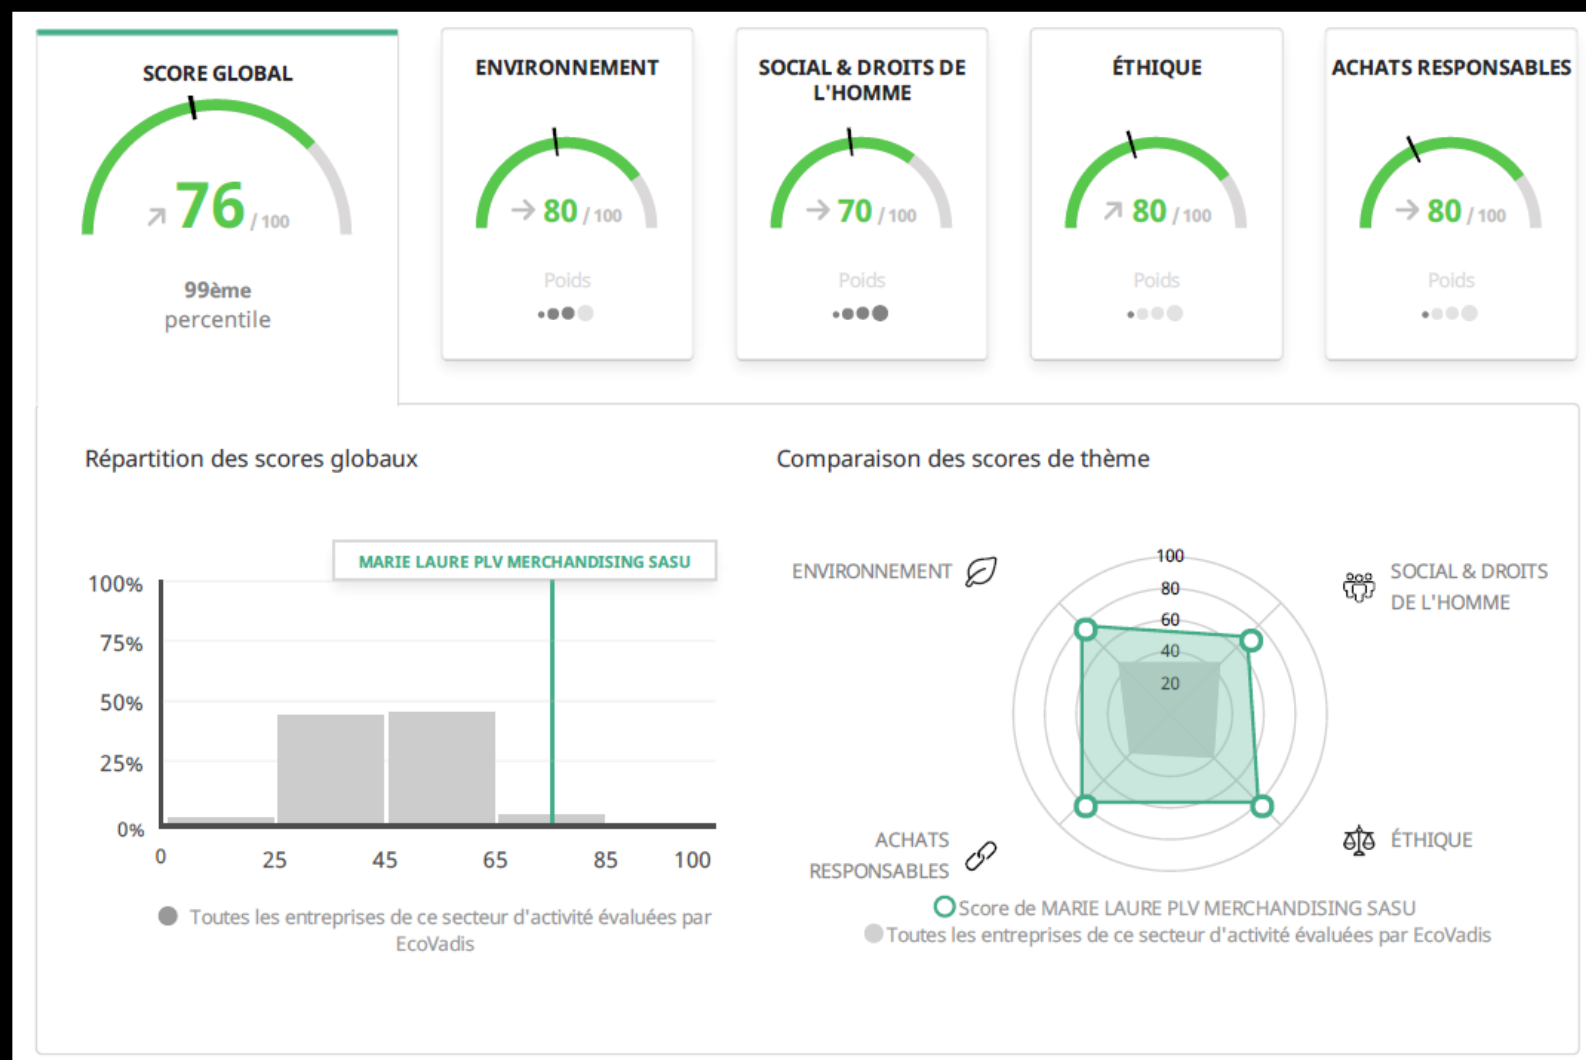 SCORE GLOBAL
76 / 100
99ème
percentile
ENVIRONNEMENT
80 / 100
Poids
SOCIAL & DROITS DE
L'HOMME
70 / 100
Poids
ÉTHIQUE
80 / 100
Poids
ACHATS RESPONSABLES
80 / 100
Poids
Répartition des scores globaux
MARIE LAURE PLV MERCHANDISING SASU
100%
75%
50%
25%
0%
0 25 45 65 85 100
Toutes les entreprises de ce secteur d'activité évaluées par
EcoVadis
Comparaison des scores de thème
ENVIRONNEMENT
SOCIAL & DROITS
DE L'HOMME
100
80
60
40
20
ACHATS
RESPONSABLES
ÉTHIQUE
Score de MARIE LAURE PLV MERCHANDISING SASU
Toutes les entreprises de ce secteur d'activité évaluées par EcoVadis